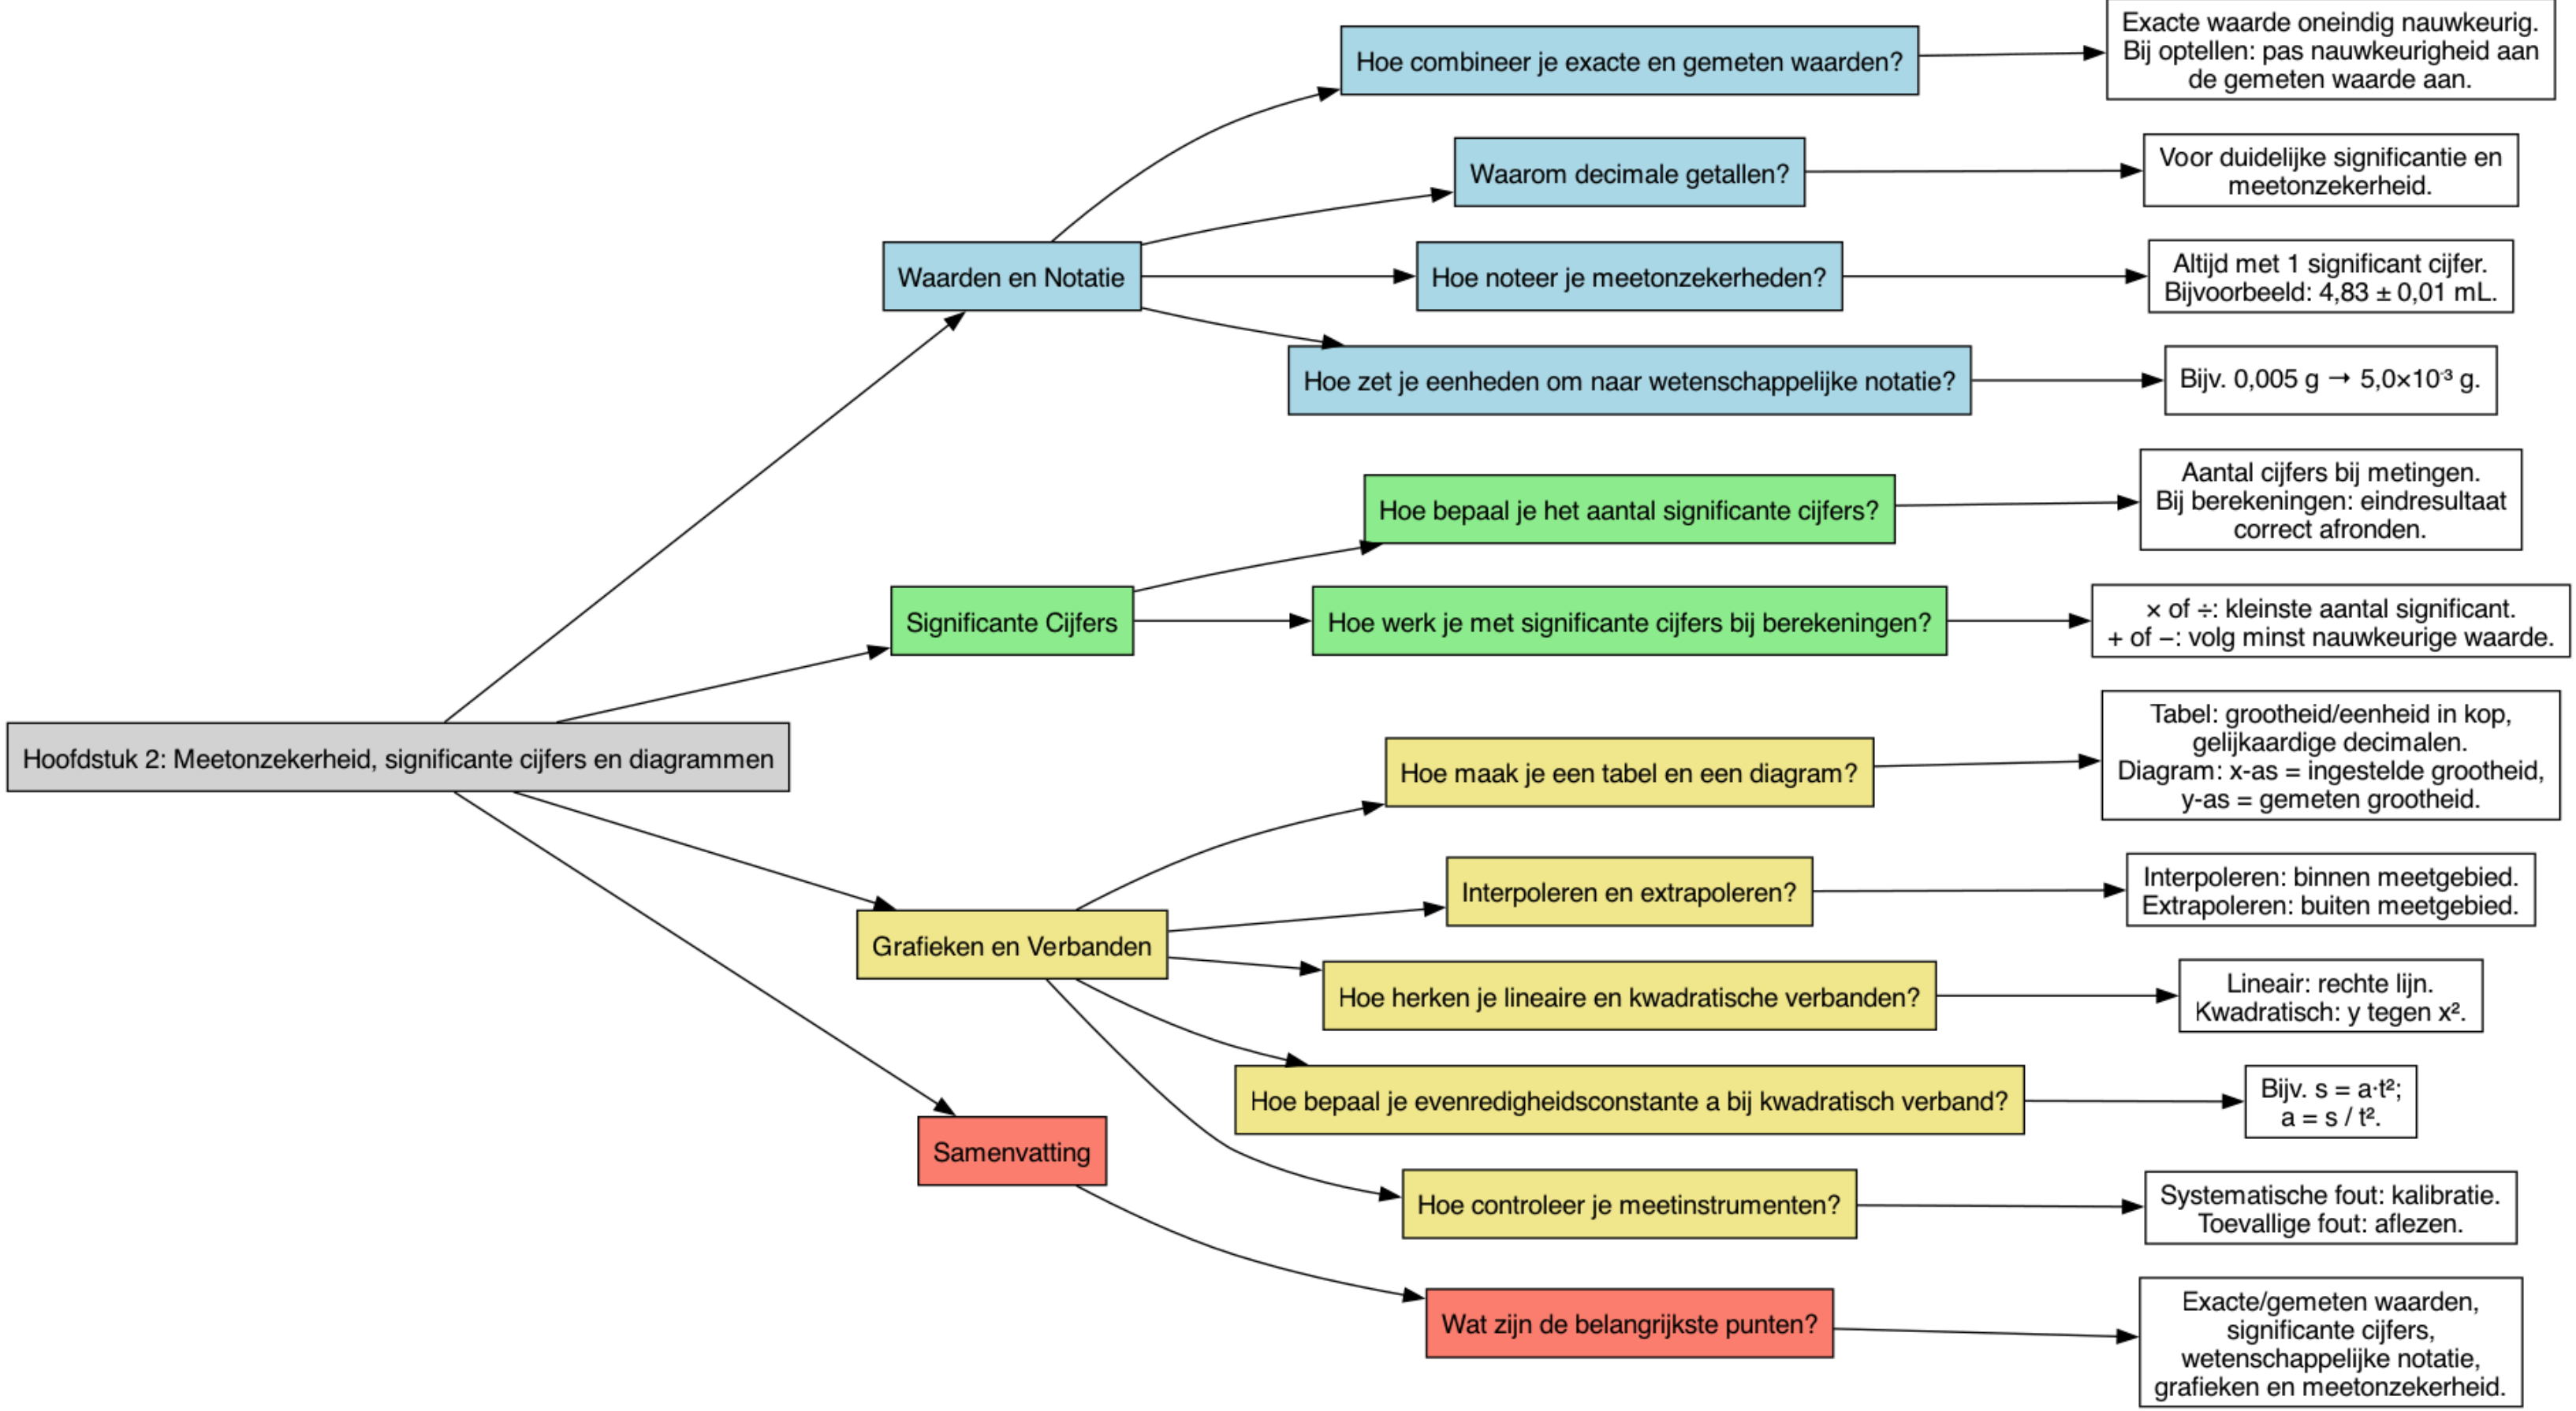 Hoofdstuk 2: Meetonzekerheid, significante cijfers en diagrammen
Waarden en Notatie
Hoe combineer je exacte en gemeten waarden?
Exacte waarde oneindig nauwkeurig.
Bij optellen: pas nauwkeurigheid aan
de gemeten waarde aan.
Waarom decimale getallen?
Voor duidelijke significantie en
meetonzekerheid.
Hoe noteer je meetonzekerheden?
Altijd met 1 significant cijfer.
Bijvoorbeeld: 4,83 ± 0,01 mL.
Hoe zet je eenheden om naar wetenschappelijke notatie?
Bijv. 0,005 g → 5,0×10⁻³ g.
Significante Cijfers
Hoe bepaal je het aantal significante cijfers?
Aantal cijfers bij metingen.
Bij berekeningen: eindresultaat
correct afronden.
Hoe werk je met significante cijfers bij berekeningen?
× of ÷: kleinste aantal significant.
+ of −: volg minst nauwkeurige waarde.
Grafieken en Verbanden
Hoe maak je een tabel en een diagram?
Tabel: grootheid/eenheid in kop,
gelijkaardige decimalen.
Diagram: x-as = ingestelde grootheid,
y-as = gemeten grootheid.
Interpoleren en extrapoleren?
Interpoleren: binnen meetgebied.
Extrapoleren: buiten meetgebied.
Hoe herken je lineaire en kwadratische verbanden?
Lineair: rechte lijn.
Kwadratisch: y tegen x².
Hoe bepaal je evenredigheidsconstante a bij kwadratisch verband?
Bijv. s = a·t²;
a = s / t².
Hoe controleer je meetinstrumenten?
Systematische fout: kalibratie.
Toevallige fout: aflezen.
Samenvatting
Wat zijn de belangrijkste punten?
Exacte/gemeten waarden,
significante cijfers,
wetenschappelijke notatie,
grafieken en meetonzekerheid.